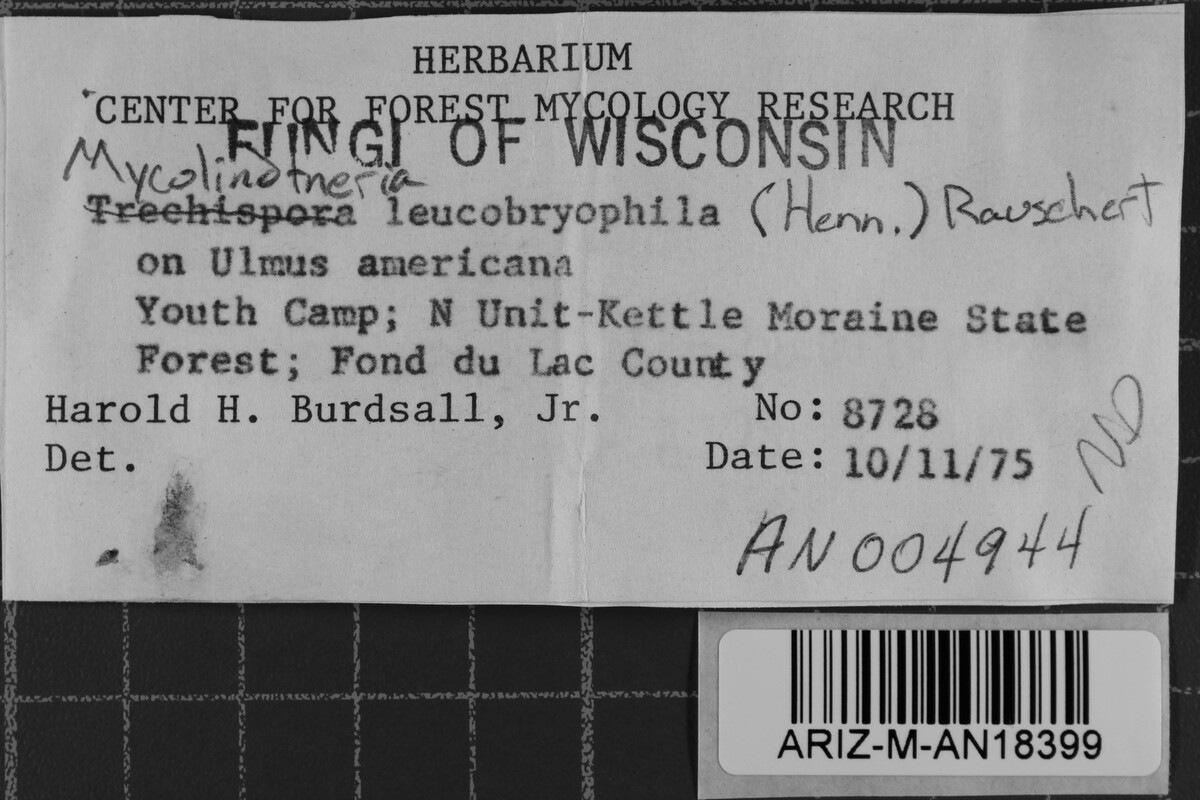 HERBARIUM
CENTER FOR FOREST MYCOLOGY RESEARCH
FUNGI OF WISCONSIN
Mycolindtneria
Trechispora leucobryophila (Henn.) Rauschert
on Ulmus americana
Youth Camp; N Unit-Kettle Moraine State
Forest; Fond du Lac County
Harold H. Burdsall, Jr. No: 8728
Det. Date: 10/11/75
ND
AN004944
ARIZ-M-AN18399